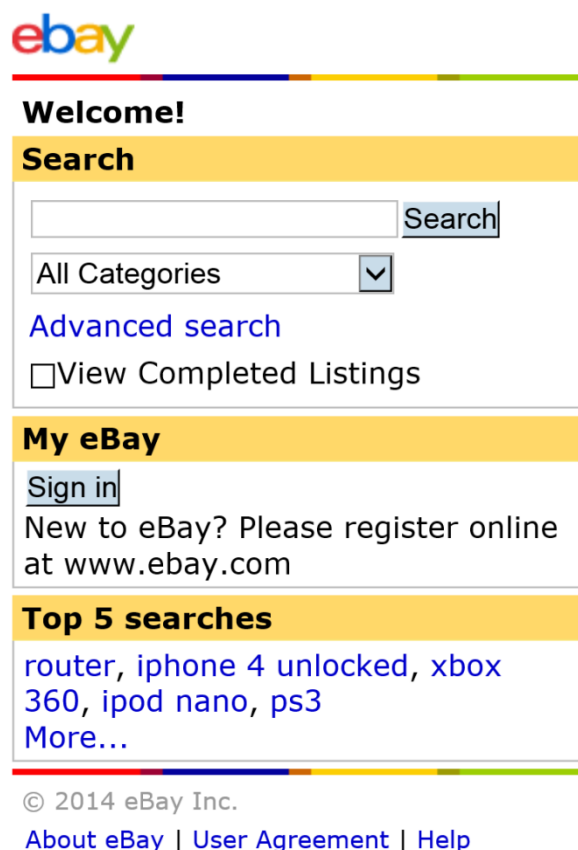 ebay
Welcome!
Search
Search
All Categories
Advanced search
View Completed Listings
My eBay
Sign in
New to eBay? Please register online
at www.ebay.com
Top 5 searches
router, iphone 4 unlocked, xbox
360, ipod nano, ps3
More...
© 2014 eBay Inc.
About eBay | User Agreement | Help